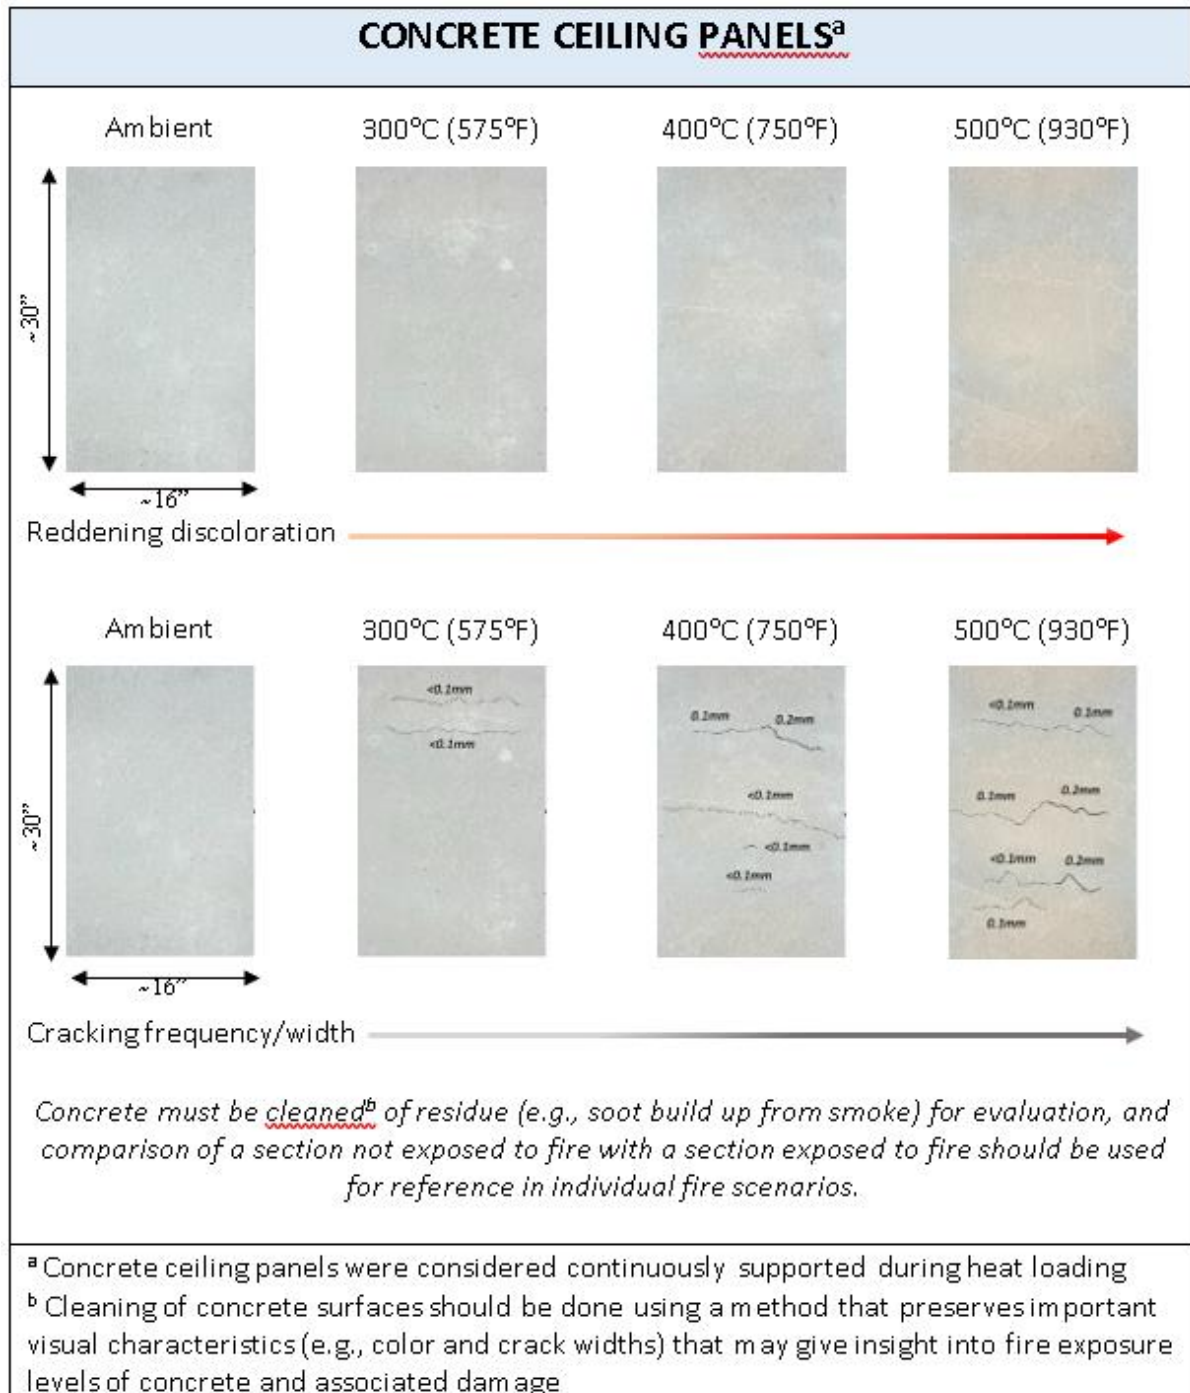 CONCRETE CEILING PANELSᵃ
Ambient 300°C (575°F) 400°C (750°F) 500°C (930°F)
~30”
~16”
Reddening discoloration
Ambient 300°C (575°F) 400°C (750°F) 500°C (930°F)
~30”
<0.1mm
<0.1mm
0.1mm 0.2mm
<0.1mm
<0.1mm
<0.1mm
<0.1mm 0.1mm
0.1mm 0.2mm
<0.1mm 0.2mm
0.1mm
~16”
Cracking frequency/width
Concrete must be cleanedᵇ of residue (e.g., soot build up from smoke) for evaluation, and
comparison of a section not exposed to fire with a section exposed to fire should be used
for reference in individual fire scenarios.
ᵃ Concrete ceiling panels were considered continuously supported during heat loading
ᵇ Cleaning of concrete surfaces should be done using a method that preserves important
visual characteristics (e.g., color and crack widths) that may give insight into fire exposure
levels of concrete and associated damage